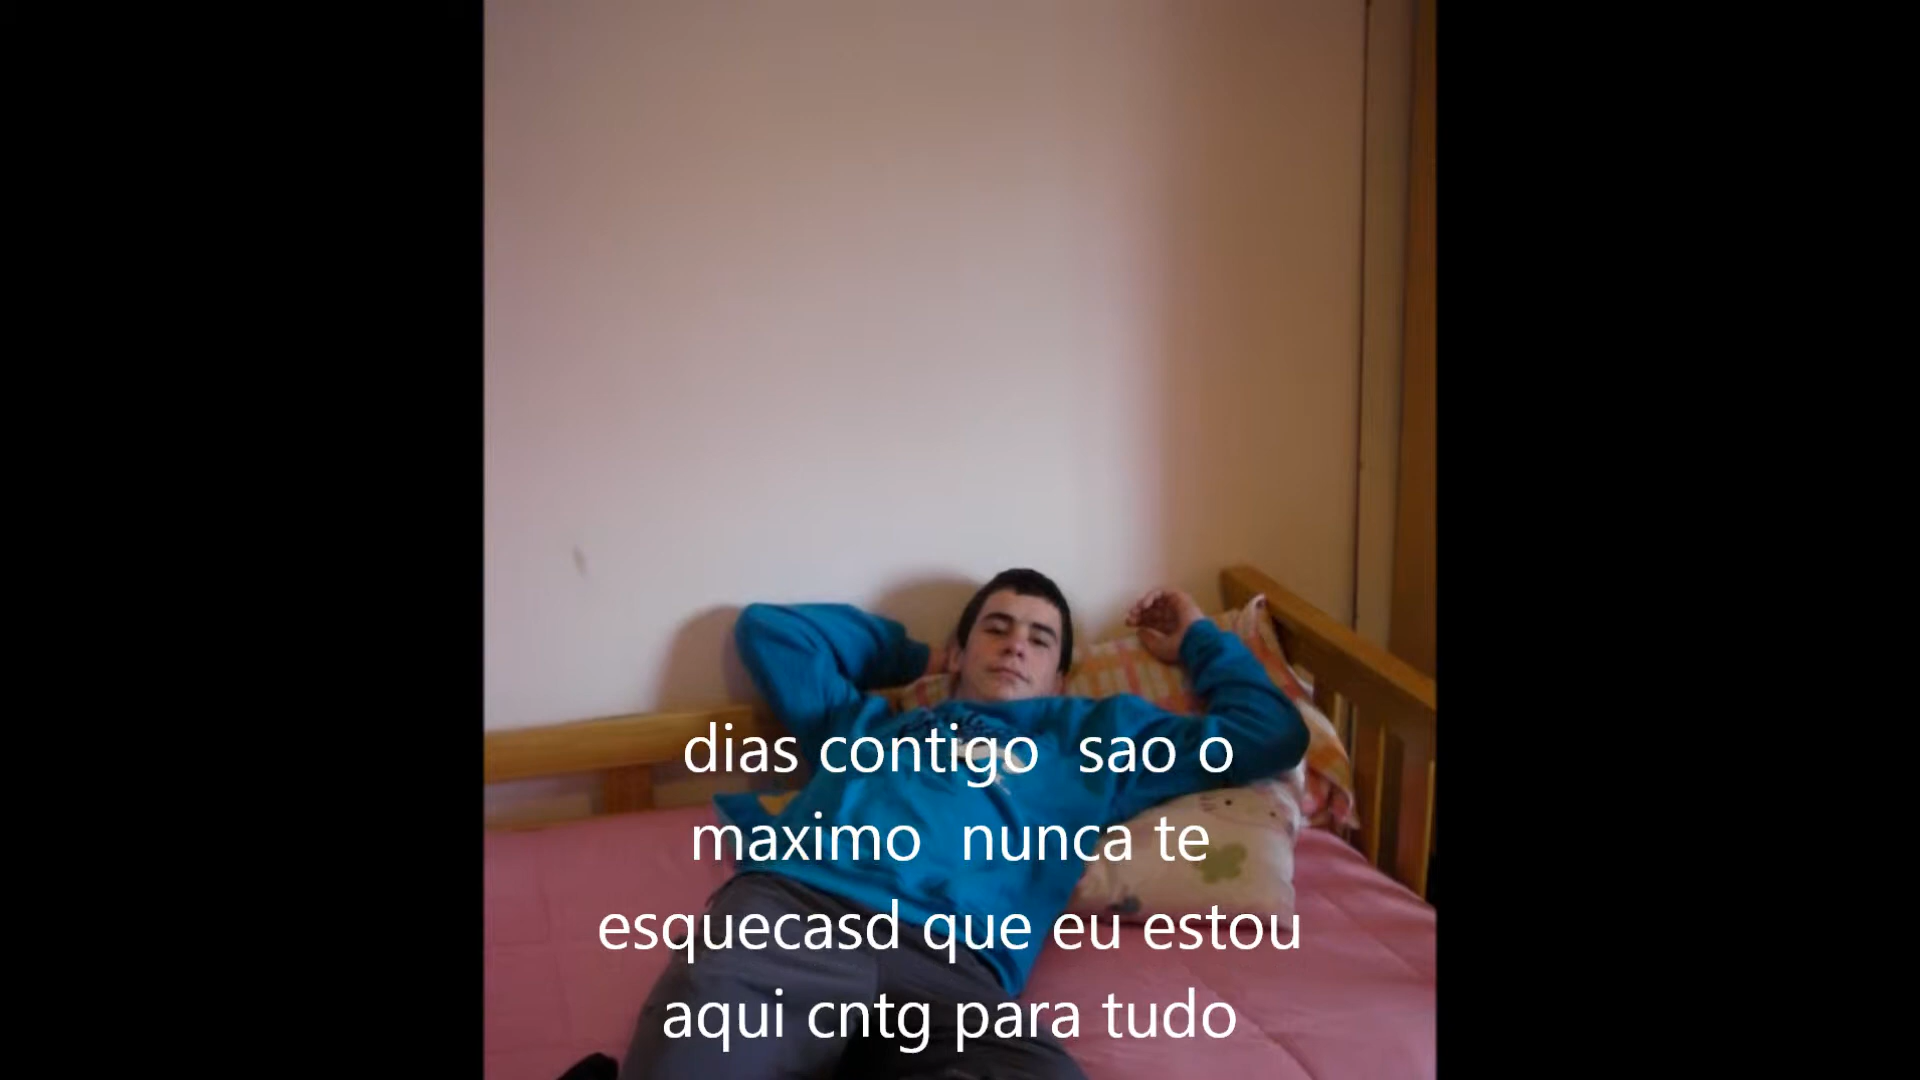 dias contigo  sao o
maximo  nunca te
esquecasd que eu estou
aqui cntg para tudo